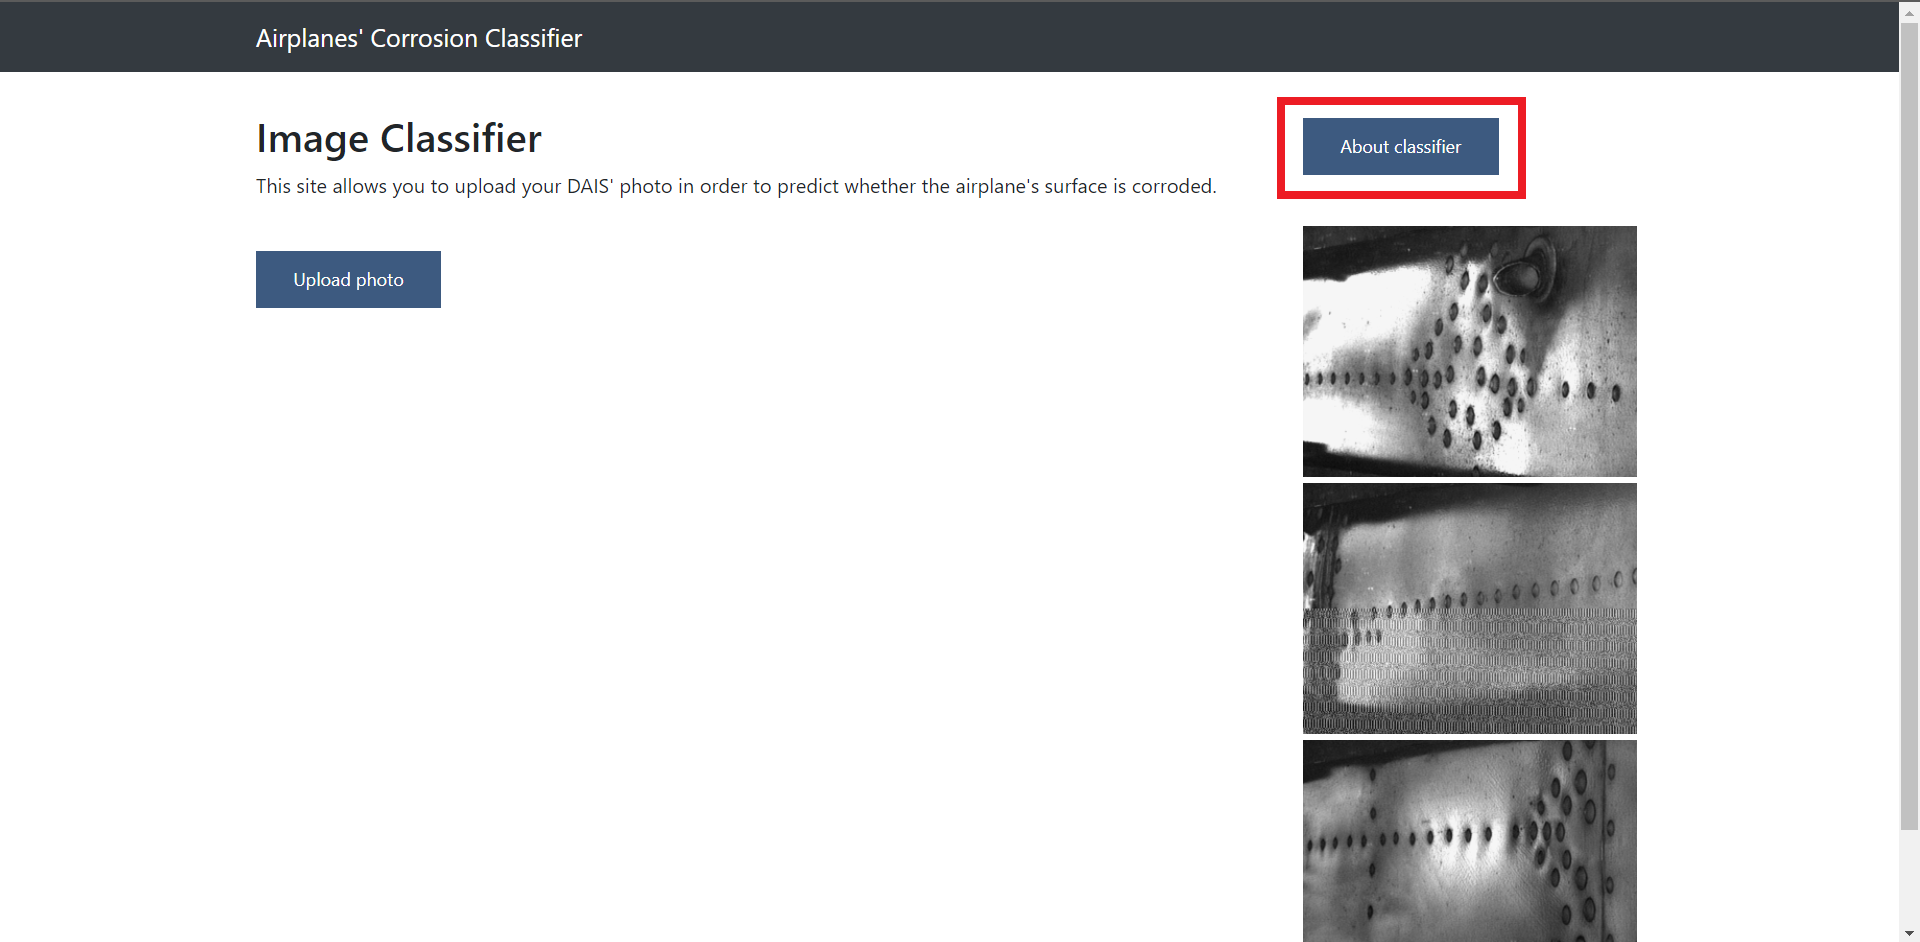 Airplanes' Corrosion Classifier
Image Classifier
About classifier
This site allows you to upload your DAIS' photo in order to predict whether the airplane's surface is corroded.
Upload photo